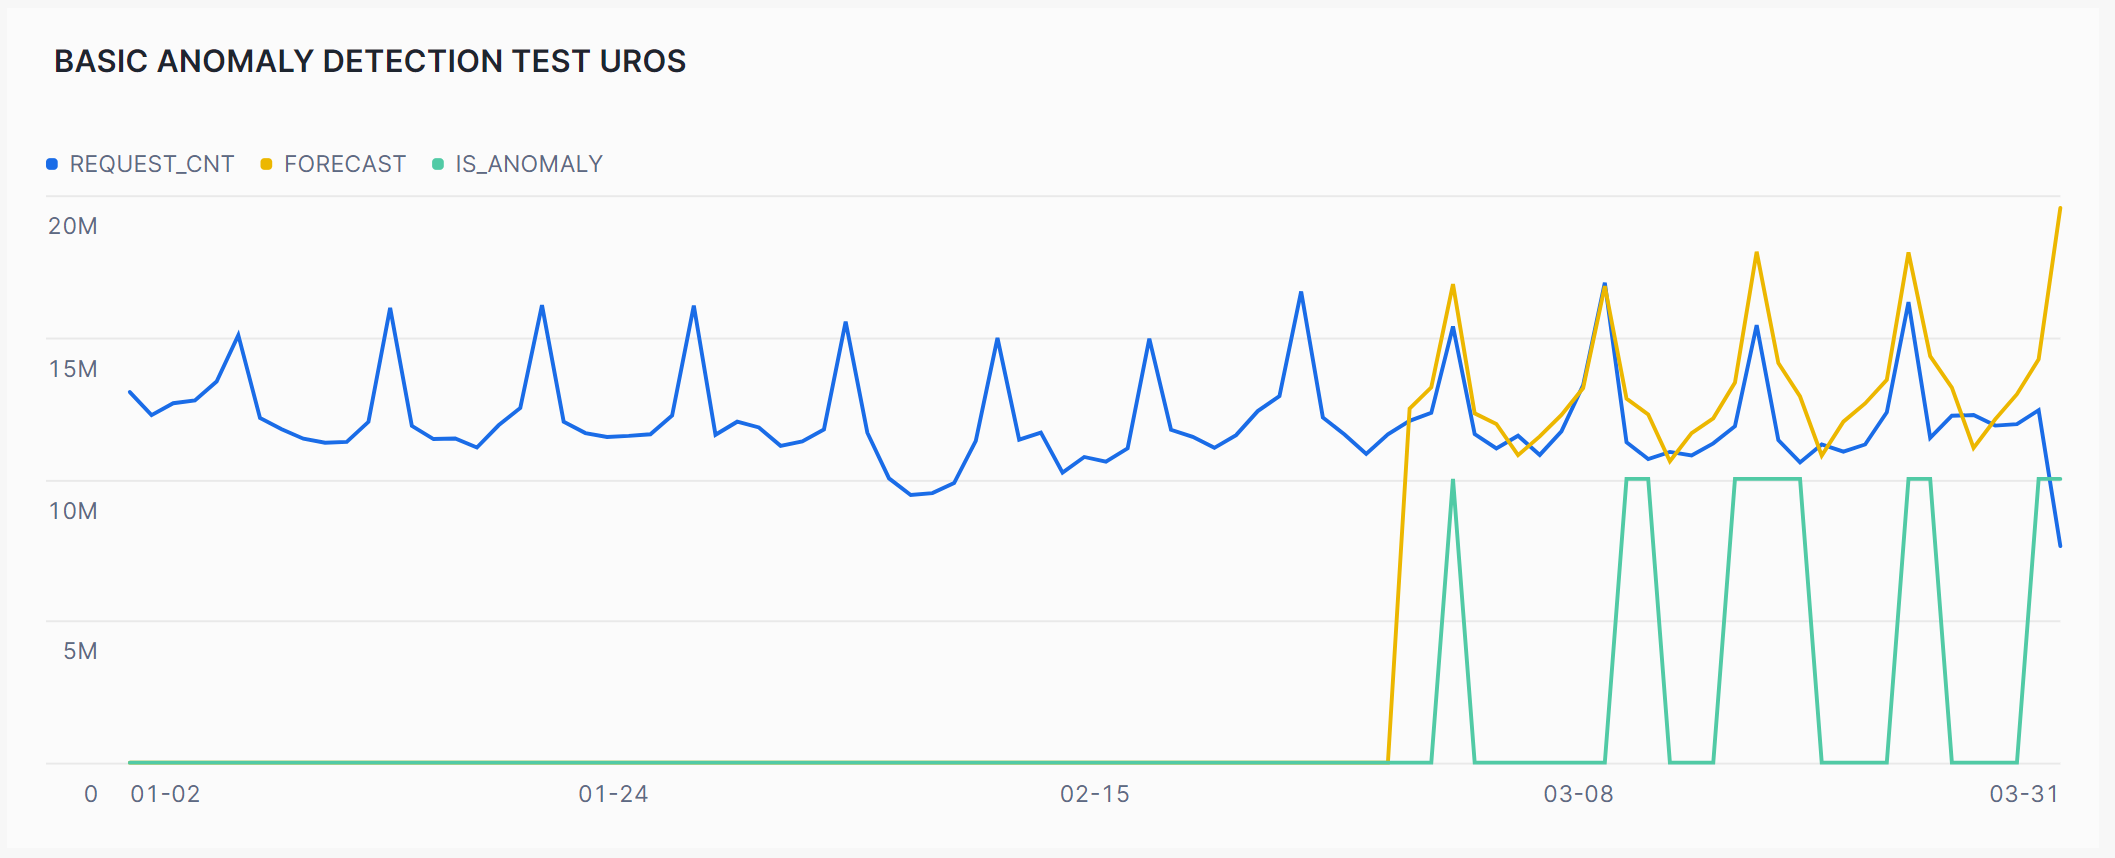 BASIC ANOMALY DETECTION TEST UROS
REQUEST_CNT FORECAST IS_ANOMALY
20M
15M
10M
5M
0 01-02 01-24 02-15 03-08 03-31